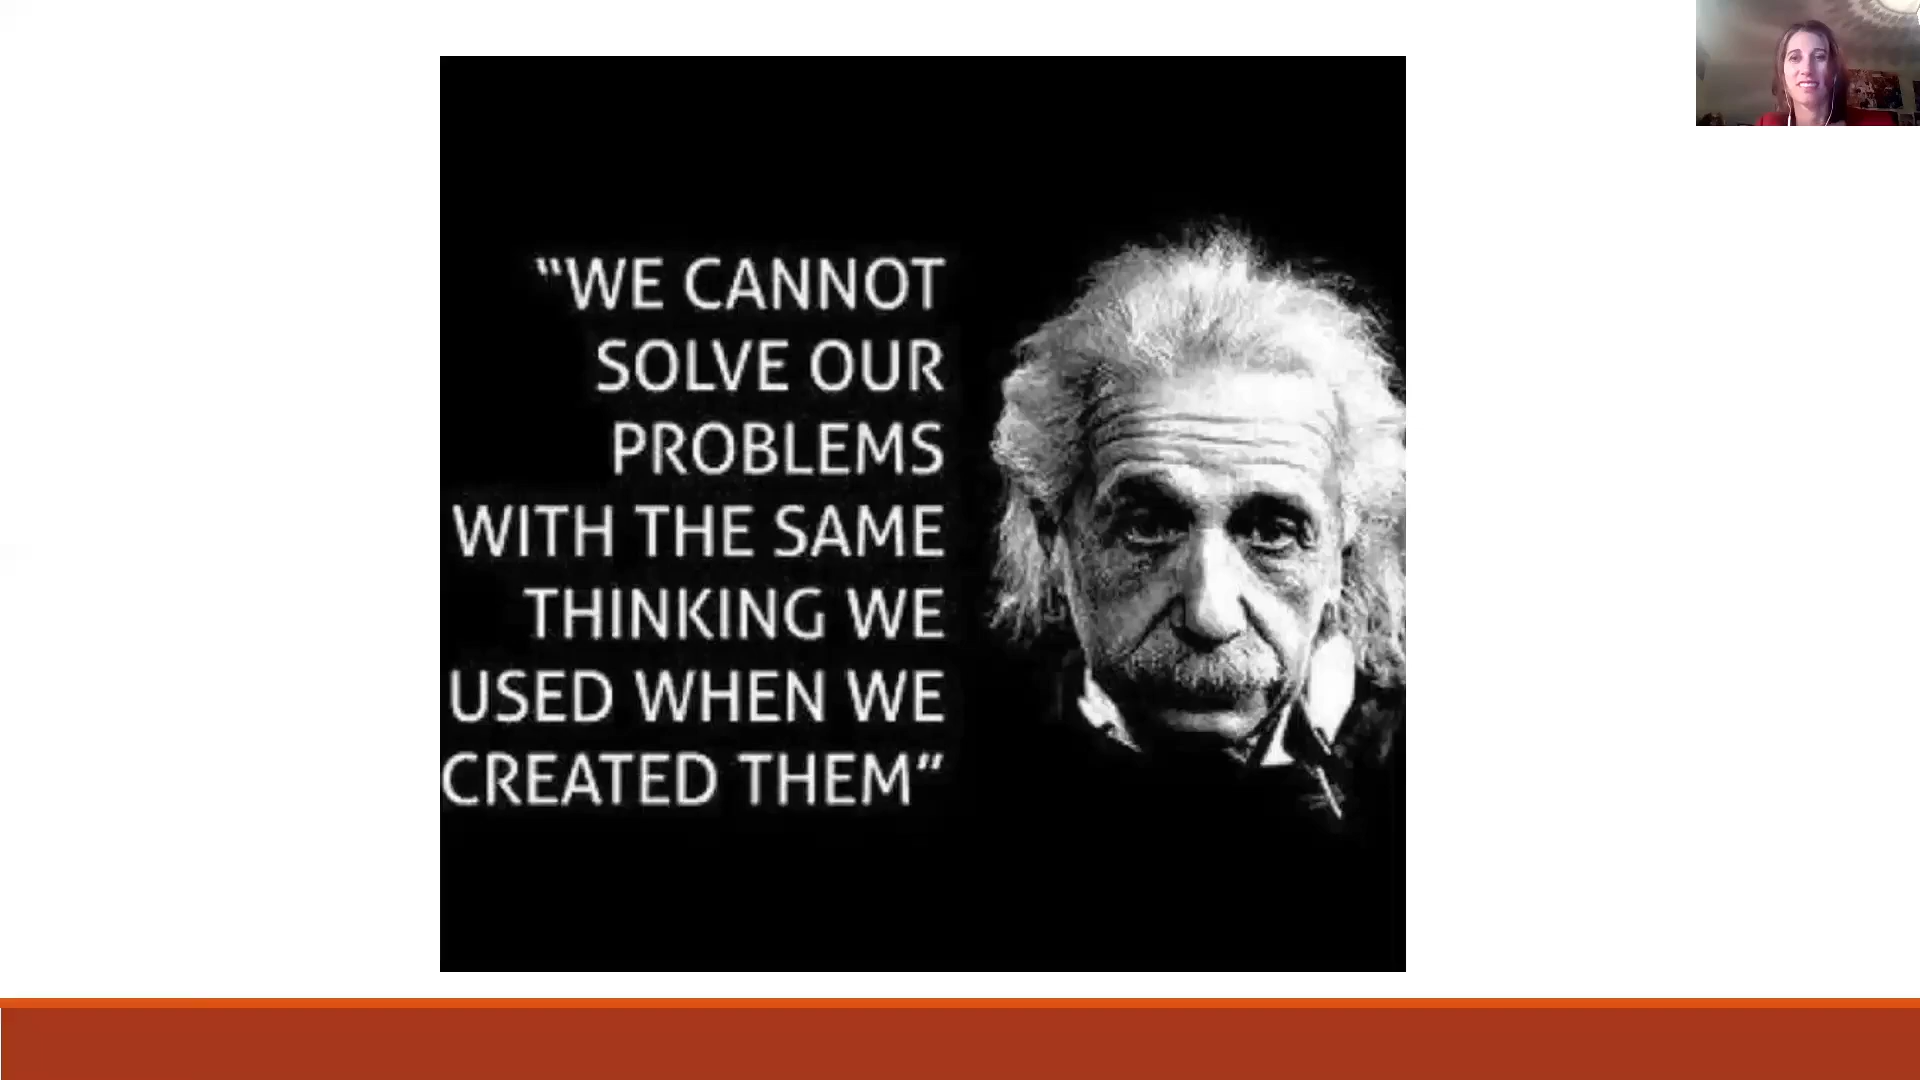 "WE CANNOT
SOLVE OUR
PROBLEMS
WITH THE SAME
THINKING WE
USED WHEN WE
CREATED THEM"